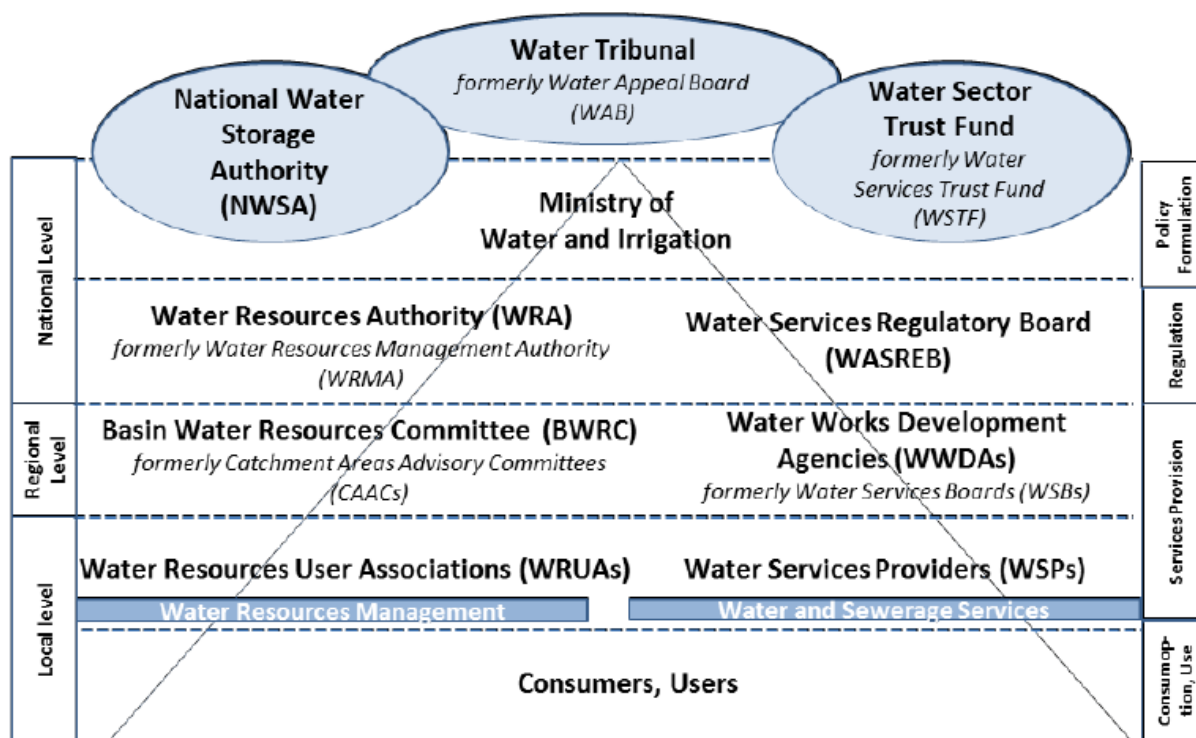 Water Tribunal
formerly Water Appeal Board
(WAB)
National Water
Storage
Authority
(NWSA)
Water Sector
Trust Fund
formerly Water
Services Trust Fund
(WSTF)
National Level
Ministry of
Water and Irrigation
Policy
Formulation
Water Resources Authority (WRA)
formerly Water Resources Management Authority
(WRMA)
Water Services Regulatory Board
(WASREB)
Regulation
Regional
Level
Basin Water Resources Committee (BWRC)
formerly Catchment Areas Advisory Committees
(CAACs)
Water Works Development
Agencies (WWDAs)
formerly Water Services Boards (WSBs)
Services Provision
Local level
Water Resources User Associations (WRUAs)
Water Services Providers (WSPs)
Water Resources Management
Water and Sewerage Services
Consumers, Users
Consumop-
tion, Use